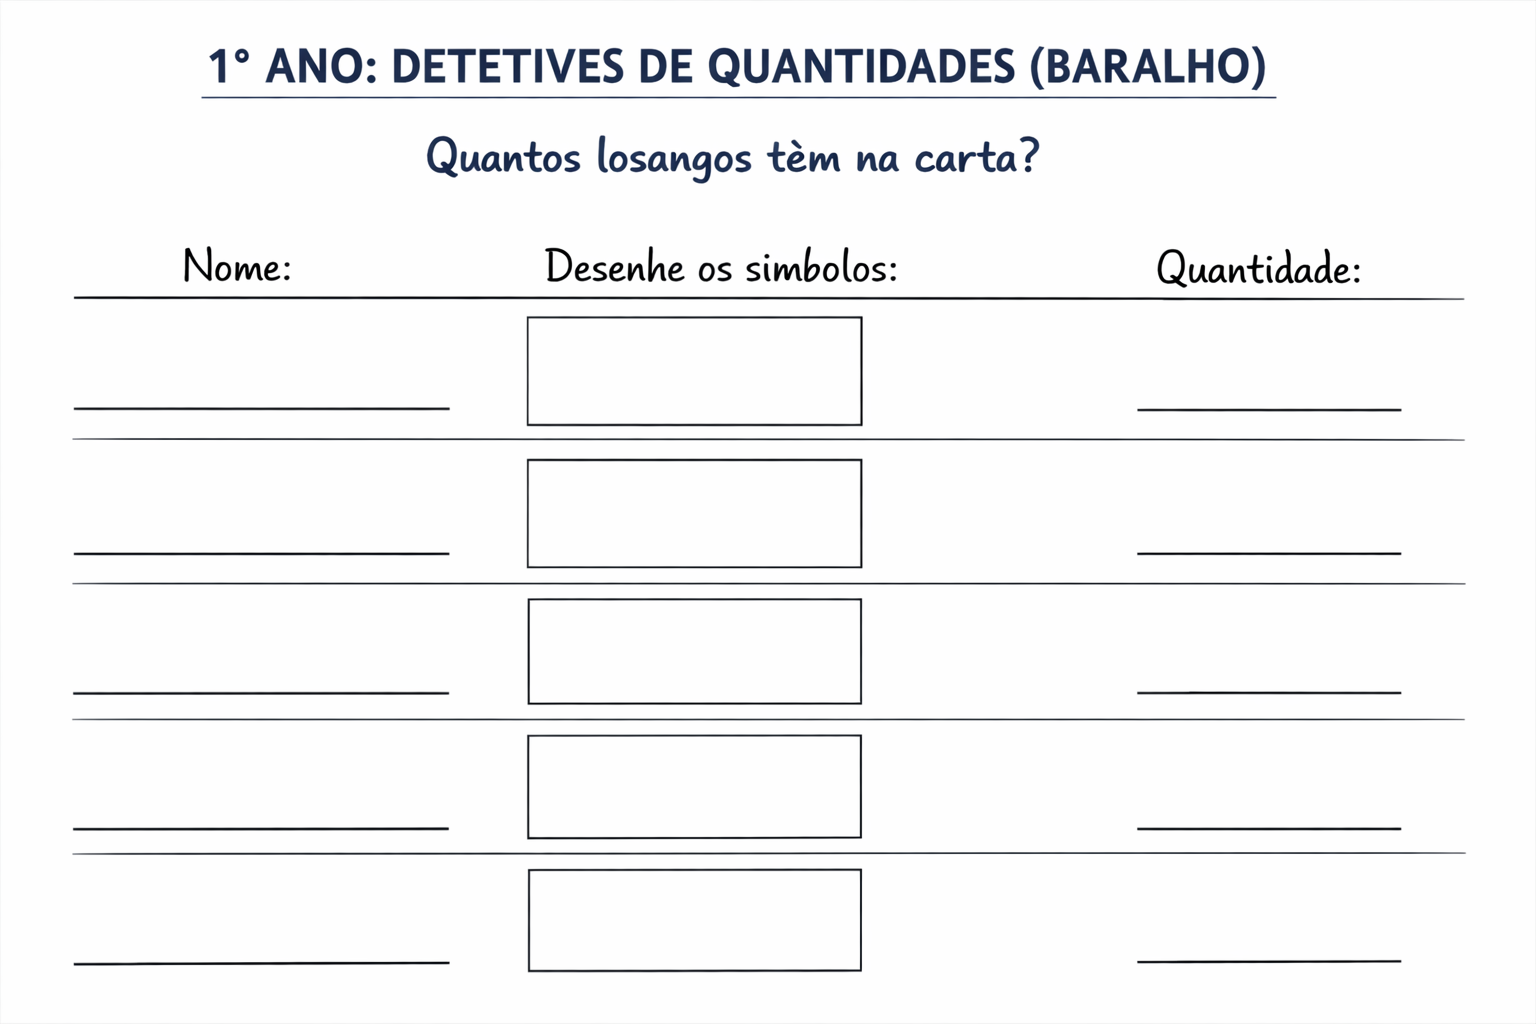 1° ANO: DETETIVES DE QUANTIDADES (BARALHO)
Quantos losangos tèm na carta?
Nome: Desenhe os simbolos: Quantidade: